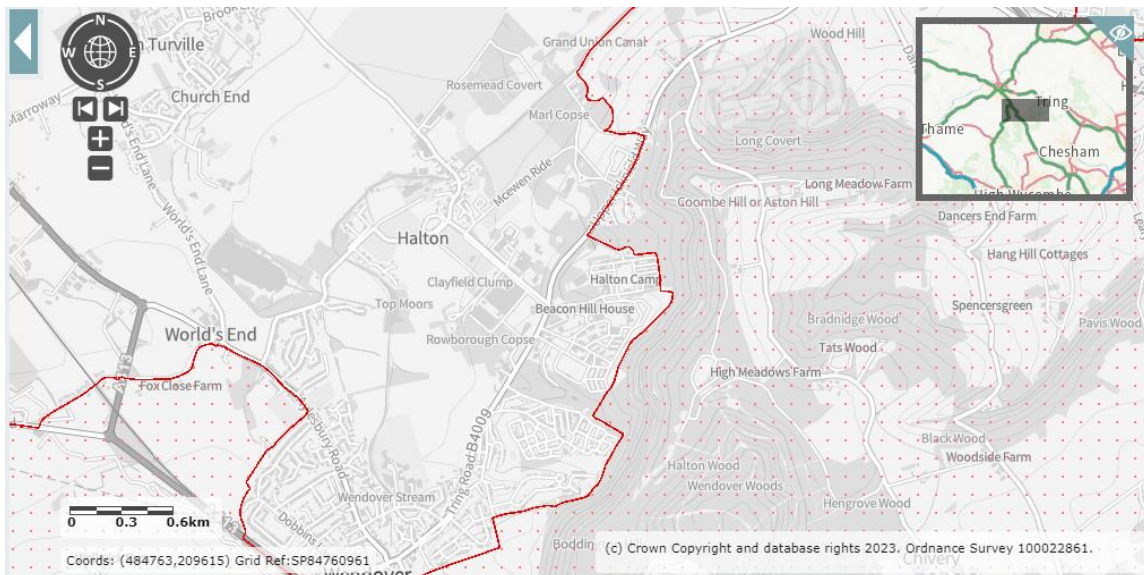 N
W
E
S
Grand Union Canal
Wood Hill
Turville
Rosemead Covert
Church End
Marroway
Marl Copse
World's End Lane
Long Covert
Mcewen Ride
Long Meadow Farm
Coombe Hill or Aston Hill
Halton
Dancers End Farm
Hang Hill Cottages
Clayfield Clump
Halton Camp
Top Moors
Beacon Hill House
Spencersgreen
World's End
Rowborough Copse
Bradnidge Wood
Pavis Wood
Tats Wood
High Meadows Farm
Fox Close Farm
Tring Road B4009
Black Wood
Woodside Farm
Halton Wood
Wendover Woods
Wendover Stream
Hengrove Wood
Dobbins
Wendover
Chivery
Tring
Thame
Chesham
High Wycombe
0 0.3 0.6km
Coords: (484763,209615) Grid Ref:SP84760961
(c) Crown Copyright and database rights 2023. Ordnance Survey 100022861.